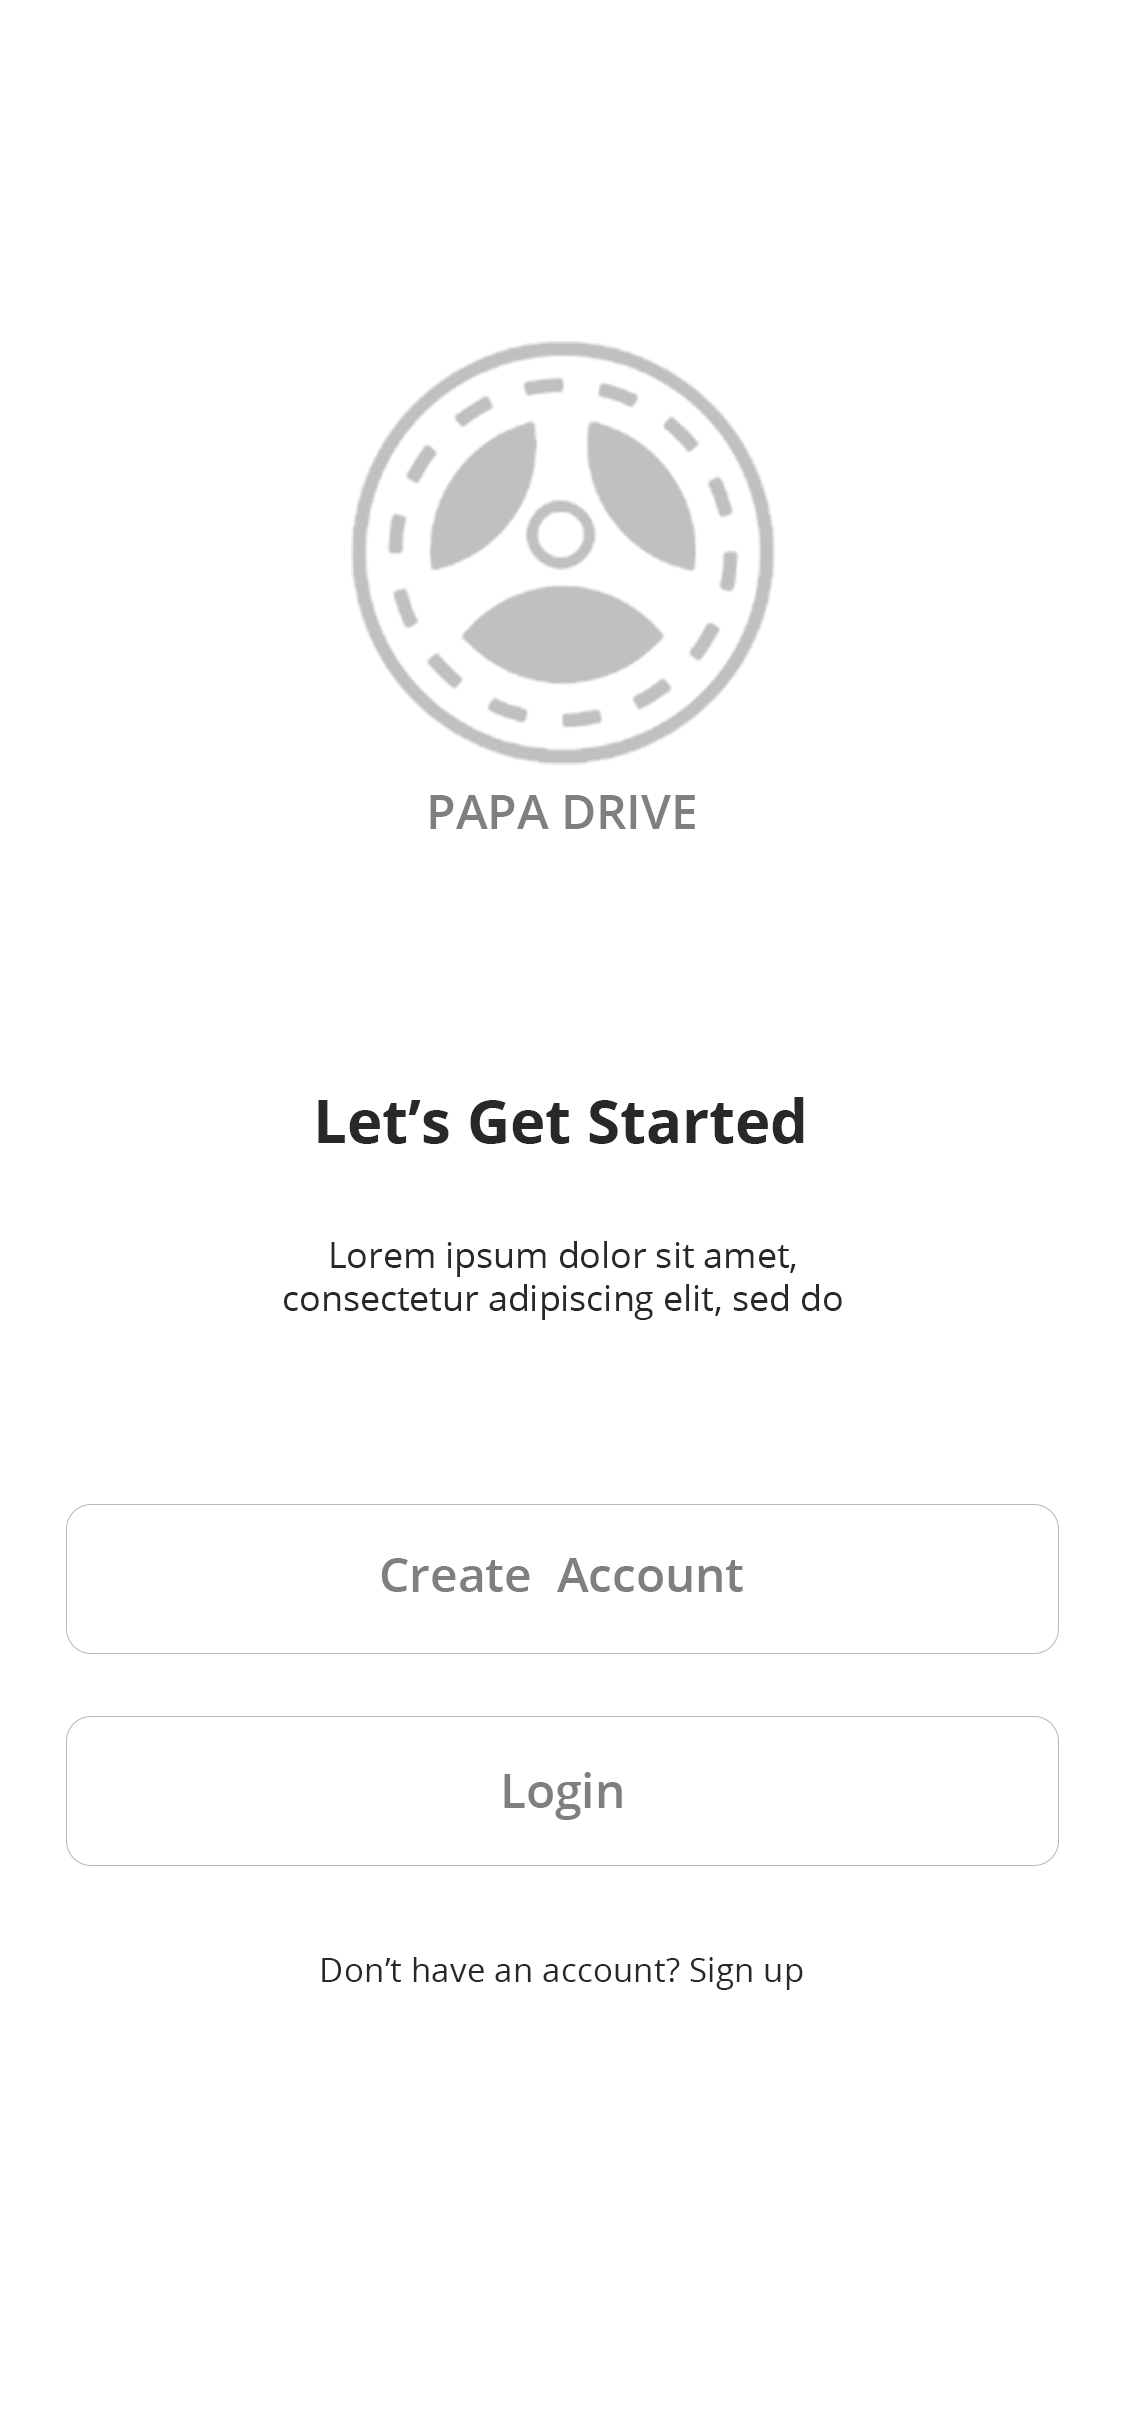 PAPA DRIVE
Let’s Get Started
Lorem ipsum dolor sit amet,
consectetur adipiscing elit, sed do
Create  Account
Login
Don’t have an account? Sign up